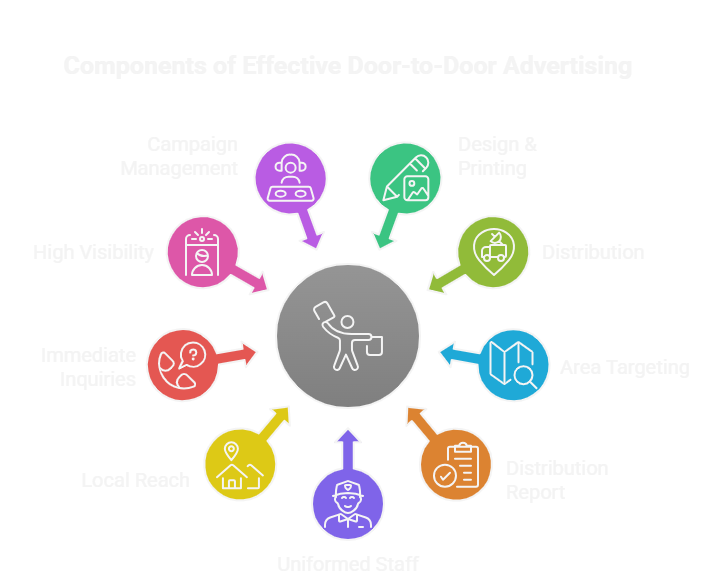 Components of Effective Door-to-Door Advertising
Campaign
Management
Design &
Printing
High Visibility
Distribution
Immediate
Inquiries
Area Targeting
Local Reach
Distribution
Report
Uniformed Staff